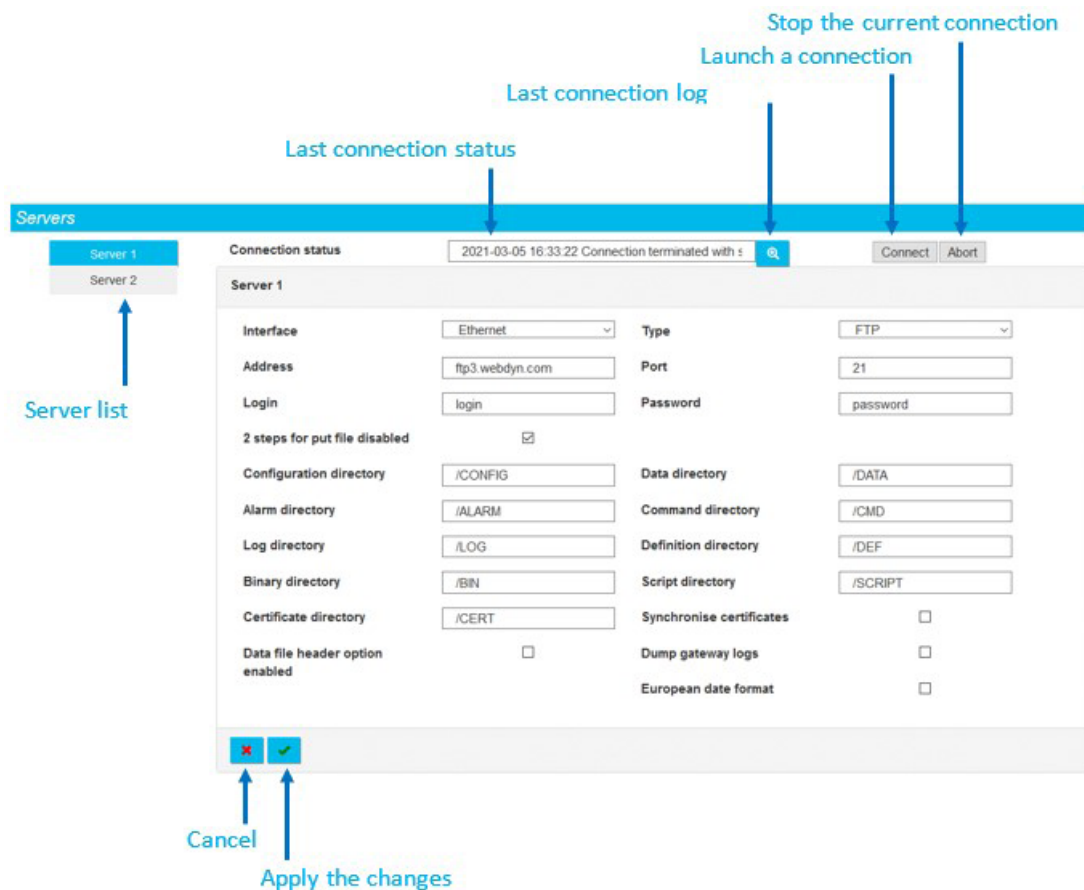 Stop the current connection
Launch a connection
Last connection log
Last connection status
Servers
Server 1
Server 2
Server list
Connection status
2021-03-05 16:33:22 Connection terminated with s
Connect Abort
Server 1
Interface Ethernet Type FTP
Address ftp3.webdyn.com Port 21
Login login Password password
2 steps for put file disabled
Configuration directory /CONFIG Data directory /DATA
Alarm directory /ALARM Command directory /CMD
Log directory /LOG Definition directory /DEF
Binary directory /BIN Script directory /SCRIPT
Certificate directory /CERT Synchronise certificates
Data file header option Dump gateway logs
enabled
European date format
Cancel
Apply the changes